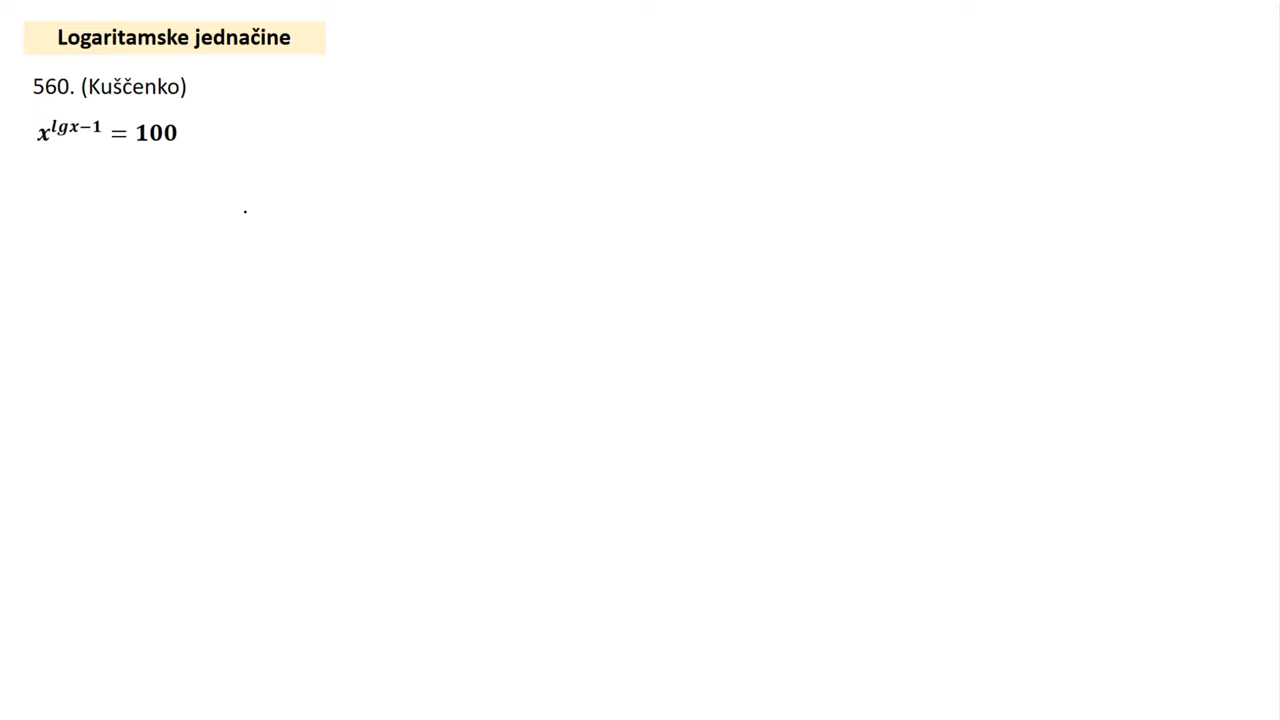 Logaritamske jednačine
560. (Kuščenko)
x^{lgx-1} = 100